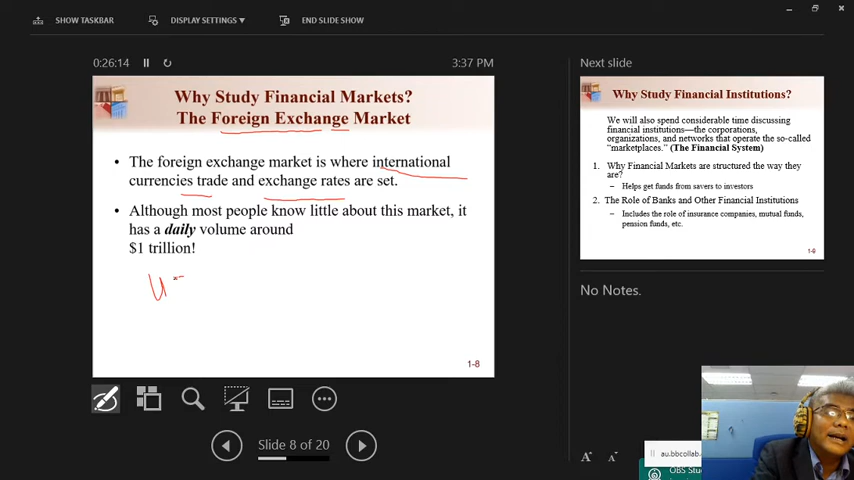 SHOW TASKBAR
DISPLAY SETTINGS ▼
END SLIDE SHOW
0:26:14
3:37 PM
Why Study Financial Markets?
The Foreign Exchange Market
• The foreign exchange market is where international
currencies trade and exchange rates are set.
• Although most people know little about this market, it
has a daily volume around
$1 trillion!
U
1-8
Slide 8 of 20
Next slide
Why Study Financial Institutions?
We will also spend considerable time discussing
financial institutions—the corporations,
organizations, and networks that operate the so-called
“marketplaces.” (The Financial System)
1. Why Financial Markets are structured the way they
are?
– Helps get funds from savers to investors
2. The Role of Banks and Other Financial Institutions
– Includes the role of insurance companies, mutual funds,
pension funds, etc.
1-9
No Notes.
A A
au.bbcollab.
OBS Stud